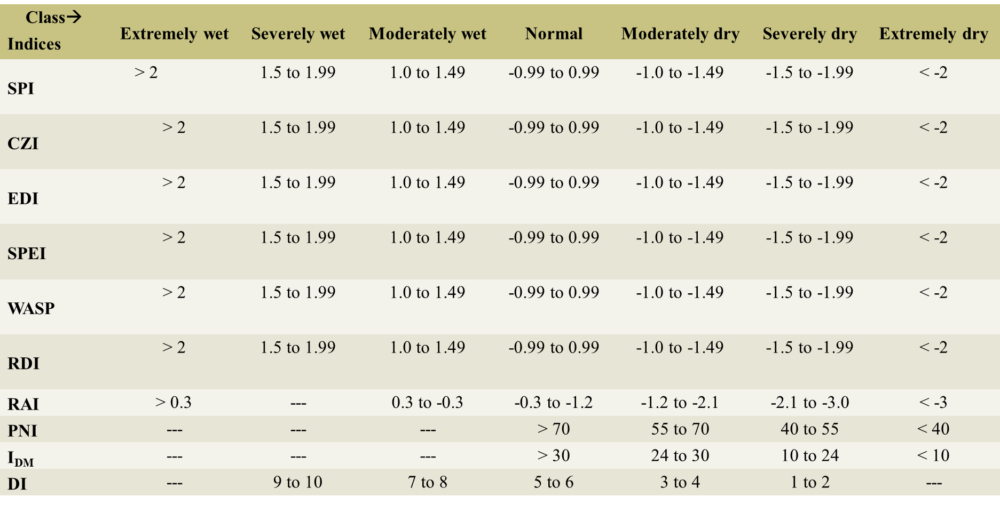 Class→
Indices Extremely wet Severely wet Moderately wet Normal Moderately dry Severely dry Extremely dry
SPI > 2 1.5 to 1.99 1.0 to 1.49 -0.99 to 0.99 -1.0 to -1.49 -1.5 to -1.99 < -2
CZI > 2 1.5 to 1.99 1.0 to 1.49 -0.99 to 0.99 -1.0 to -1.49 -1.5 to -1.99 < -2
EDI > 2 1.5 to 1.99 1.0 to 1.49 -0.99 to 0.99 -1.0 to -1.49 -1.5 to -1.99 < -2
SPEI > 2 1.5 to 1.99 1.0 to 1.49 -0.99 to 0.99 -1.0 to -1.49 -1.5 to -1.99 < -2
WASP > 2 1.5 to 1.99 1.0 to 1.49 -0.99 to 0.99 -1.0 to -1.49 -1.5 to -1.99 < -2
RDI > 2 1.5 to 1.99 1.0 to 1.49 -0.99 to 0.99 -1.0 to -1.49 -1.5 to -1.99 < -2
RAI > 0.3 --- 0.3 to -0.3 -0.3 to -1.2 -1.2 to -2.1 -2.1 to -3.0 < -3
PNI --- --- --- > 70 55 to 70 40 to 55 < 40
I_DM --- --- --- > 30 24 to 30 10 to 24 < 10
DI --- 9 to 10 7 to 8 5 to 6 3 to 4 1 to 2 ---